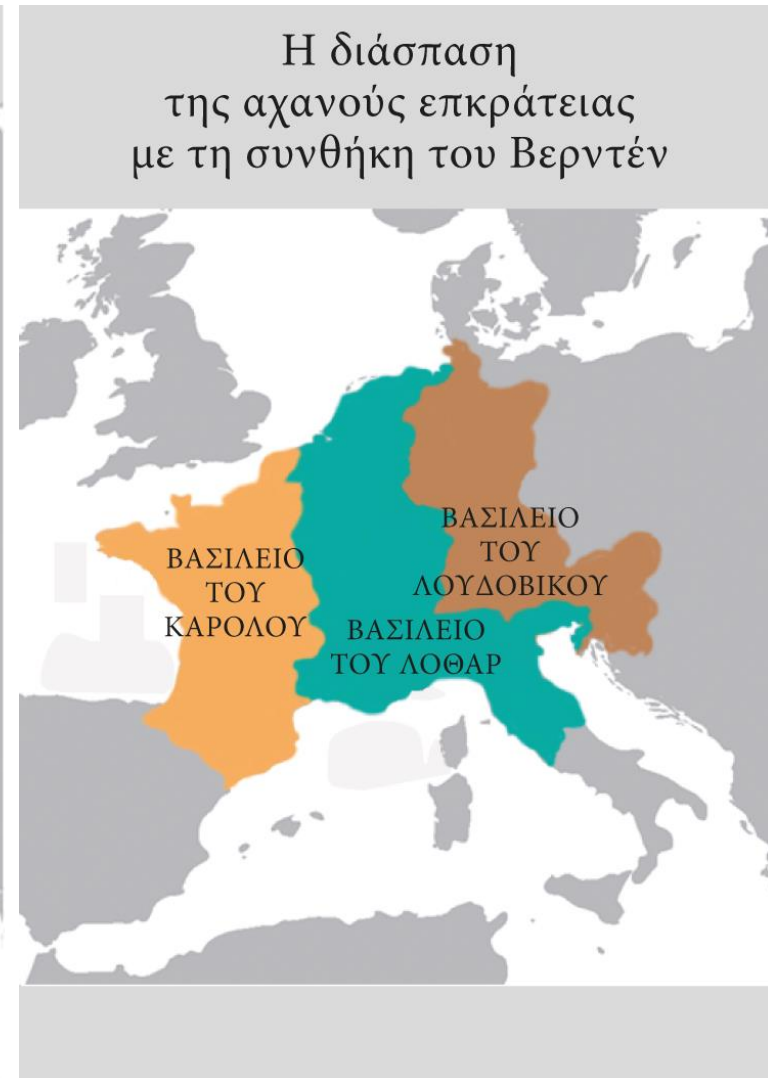 Η διάσπαση
της αχανούς επκράτειας
με τη συνθήκη του Βερντέν
ΒΑΣΙΛΕΙΟ
ΤΟΥ
ΛΟΥΔΟΒΙΚΟΥ
ΒΑΣΙΛΕΙΟ
ΤΟΥ
ΚΑΡΟΛΟΥ
ΒΑΣΙΛΕΙΟ
ΤΟΥ ΛΟΘΑΡ